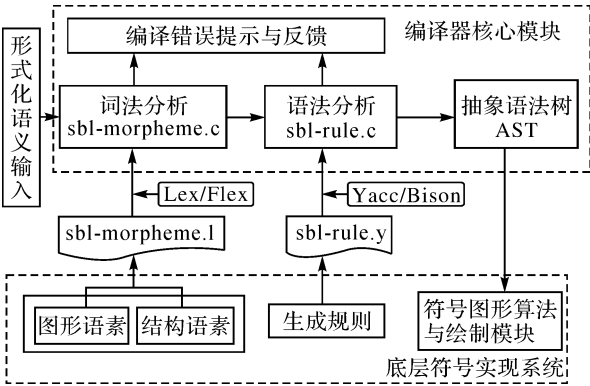 形式化语义输入
编译错误提示与反馈
编译器核心模块
词法分析
sbl-morpheme.c
语法分析
sbl-rule.c
抽象语法树
AST
Lex/Flex
Yacc/Bison
sbl-morpheme.l
sbl-rule.y
图形语素
结构语素
生成规则
符号图形算法
与绘制模块
底层符号实现系统